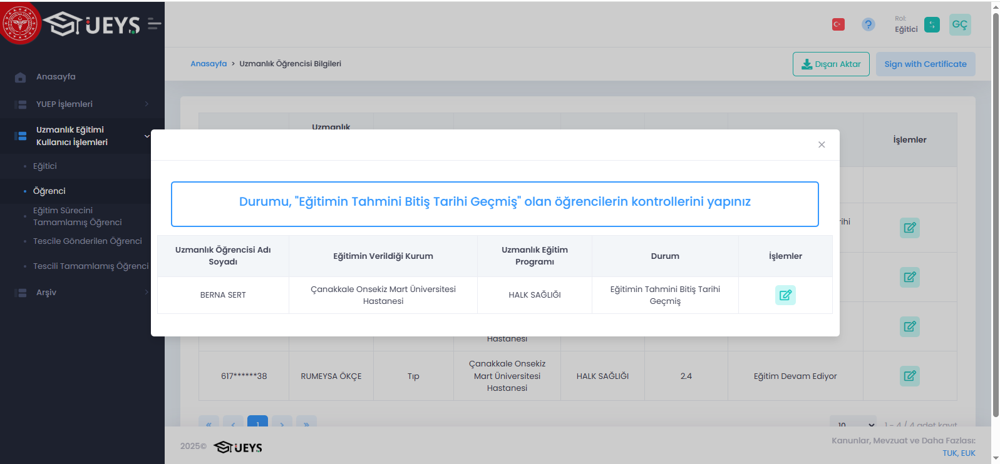 ÜEYS
Rol:
Eğitici
GÇ
Anasayfa > Uzmanlık Öğrencisi Bilgileri
Dışarı Aktar
Sign with Certificate
Anasayfa
YUEP İşlemleri
Uzmanlık Eğitimi
Kullanıcı İşlemleri
Eğitici
Öğrenci
Eğitim Sürecini
Tamamlamış Öğrenci
Tescile Gönderilen Öğrenci
Tescili Tamamlamış Öğrenci
Arşiv
Uzmanlık
İşlemler
×
Durumu, "Eğitimin Tahmini Bitiş Tarihi Geçmiş" olan öğrencilerin kontrollerini yapınız
Uzmanlık Öğrencisi Adı
Soyadı
Eğitimin Verildiği Kurum
Uzmanlık Eğitim
Programı
Durum
İşlemler
BERNA SERT
Çanakkale Onsekiz Mart Üniversitesi
Hastanesi
HALK SAĞLIĞI
Eğitimin Tahmini Bitiş Tarihi
Geçmiş
Hastanesi
617******38
RUMEYSA ÖKÇE
Tıp
Çanakkale Onsekiz
Mart Üniversitesi
Hastanesi
HALK SAĞLIĞI
2.4
Eğitim Devam Ediyor
« ‹ 1 › »
10
1 - 4 / 4 adet kayıt
2025© ÜEYS
Kanunlar, Mevzuat ve Daha Fazlası:
TUK, EUK